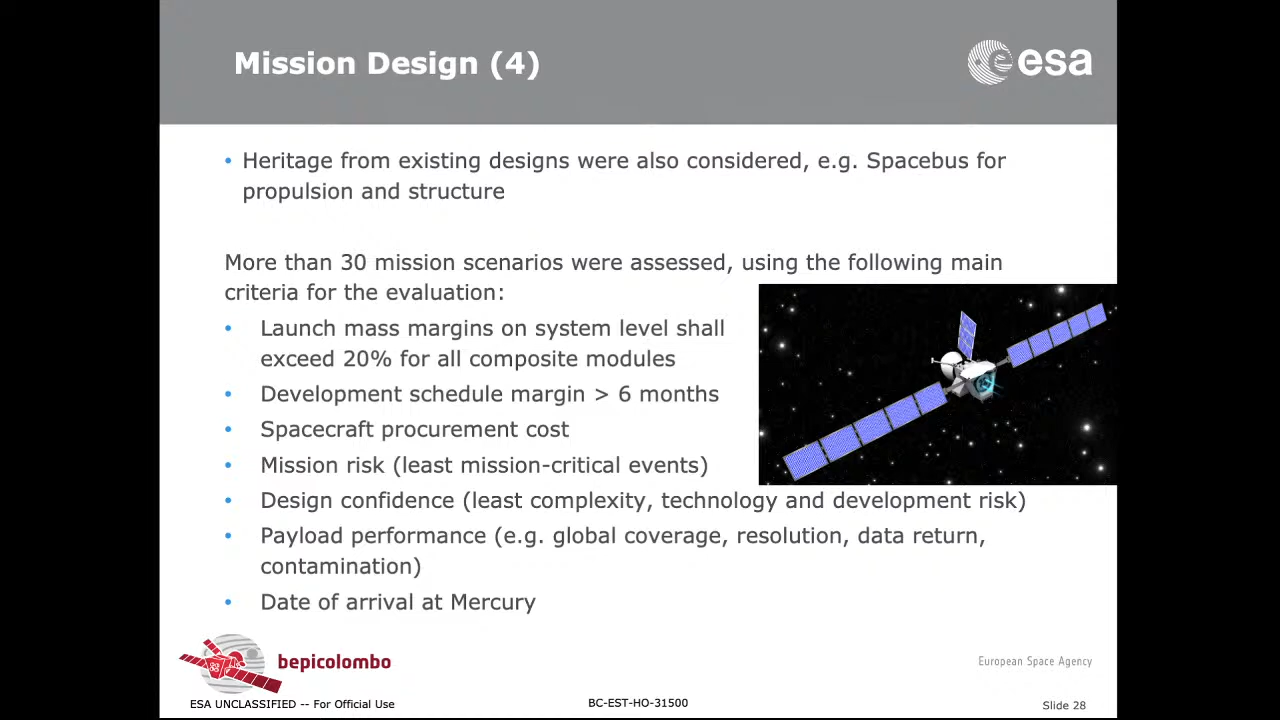 Mission Design (4)
esa
• Heritage from existing designs were also considered, e.g. Spacebus for
propulsion and structure
More than 30 mission scenarios were assessed, using the following main
criteria for the evaluation:
• Launch mass margins on system level shall
exceed 20% for all composite modules
• Development schedule margin > 6 months
• Spacecraft procurement cost
• Mission risk (least mission-critical events)
• Design confidence (least complexity, technology and development risk)
• Payload performance (e.g. global coverage, resolution, data return,
contamination)
• Date of arrival at Mercury
bepicolombo
European Space Agency
ESA UNCLASSIFIED -- For Official Use
BC-EST-HO-31500
Slide 28